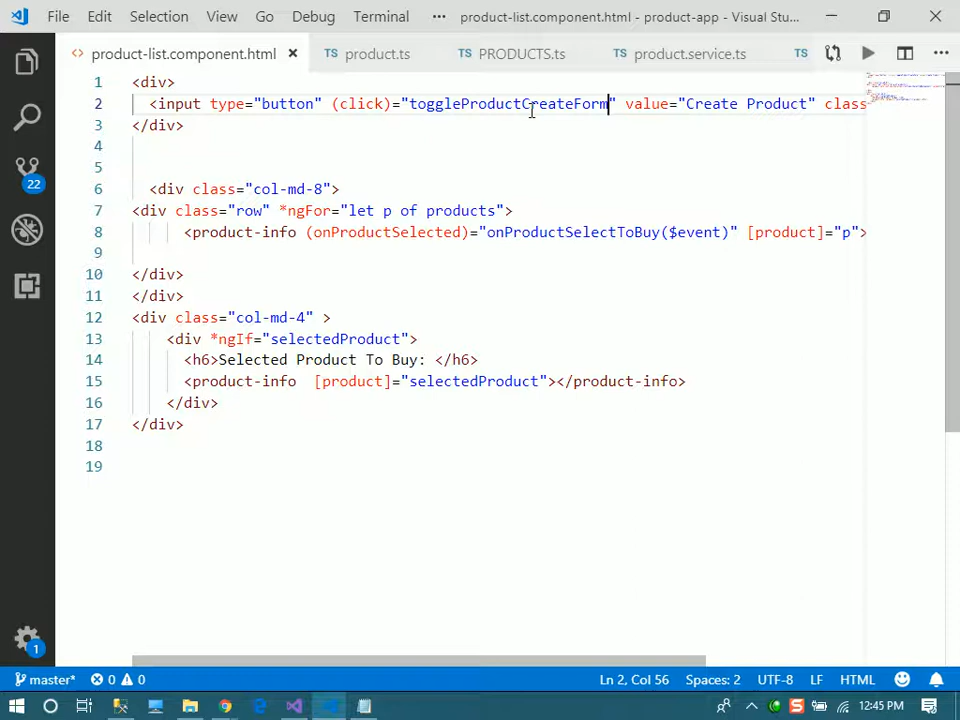 File Edit Selection View Go Debug Terminal ··· product-list.component.html - product-app - Visual Stu...
<> product-list.component.html × TS product.ts TS PRODUCTS.ts TS product.service.ts TS ···
1 <div>
2 <input type="button" (click)="toggleProductCreateForm" value="Create Product" class
3 </div>
4
5
6 <div class="col-md-8">
7 <div class="row" *ngFor="let p of products">
8 <product-info (onProductSelected)="onProductSelectToBuy($event)" [product]="p">
9
10 </div>
11 </div>
12 <div class="col-md-4" >
13 <div *ngIf="selectedProduct">
14 <h6>Selected Product To Buy: </h6>
15 <product-info  [product]="selectedProduct"></product-info>
16 </div>
17 </div>
18
19
22
1
master* 0 0 Ln 2, Col 56 Spaces: 2 UTF-8 LF HTML
12:45 PM